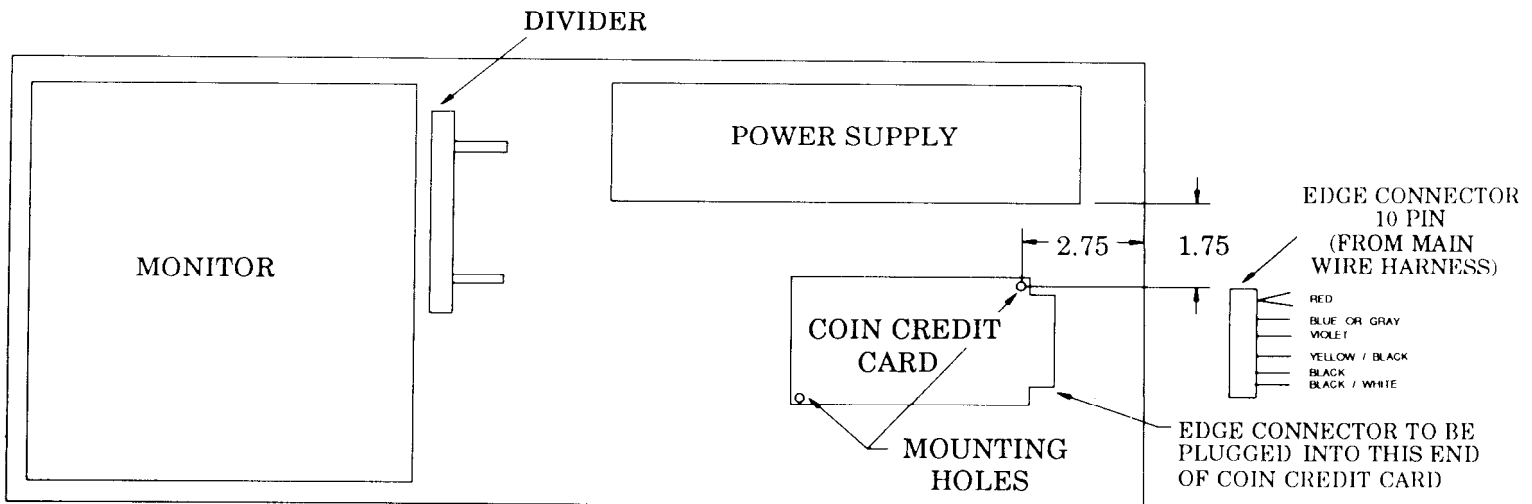 DIVIDER
MONITOR
POWER SUPPLY
2.75
1.75
EDGE CONNECTOR
10 PIN
(FROM MAIN
WIRE HARNESS)
RED
BLUE OR GRAY
VIOLET
YELLOW / BLACK
BLACK
BLACK / WHITE
COIN CREDIT
CARD
MOUNTING
HOLES
EDGE CONNECTOR TO BE
PLUGGED INTO THIS END
OF COIN CREDIT CARD